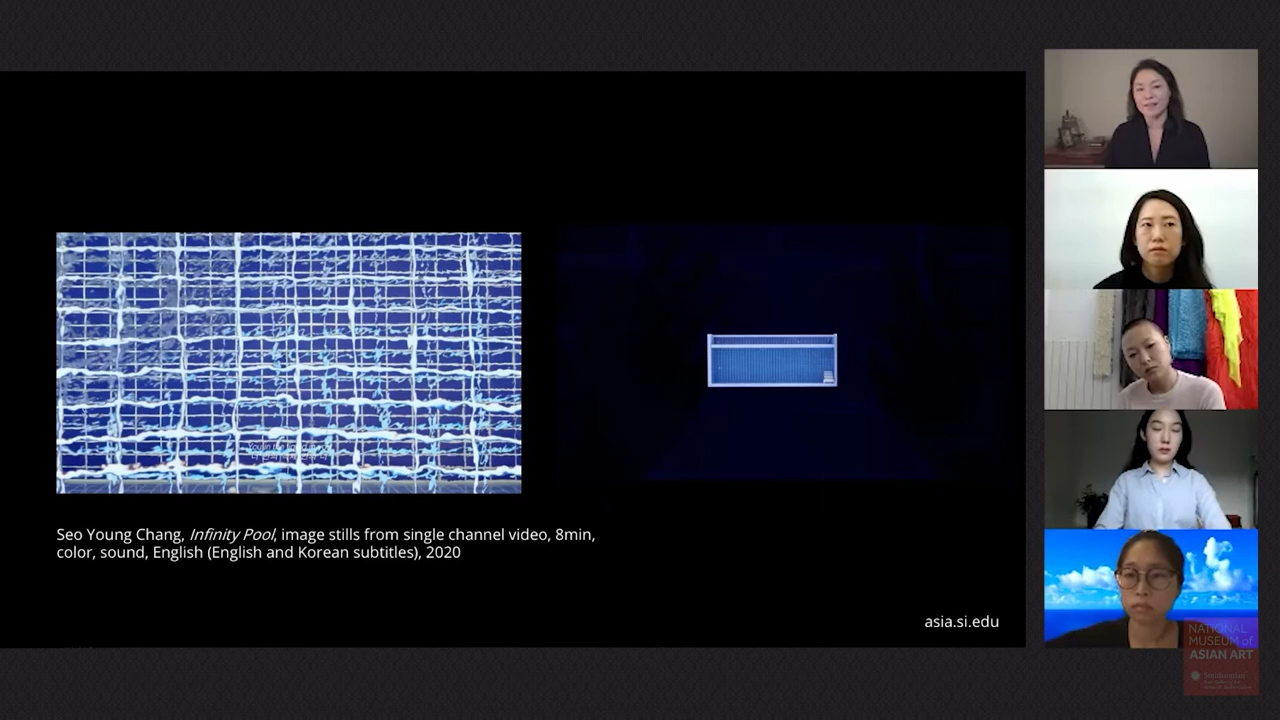 Seo Young Chang, Infinity Pool, image stills from single channel video, 8min,
color, sound, English (English and Korean subtitles), 2020
asia.si.edu
NATIONAL
MUSEUM of
ASIAN ART
Smithsonian